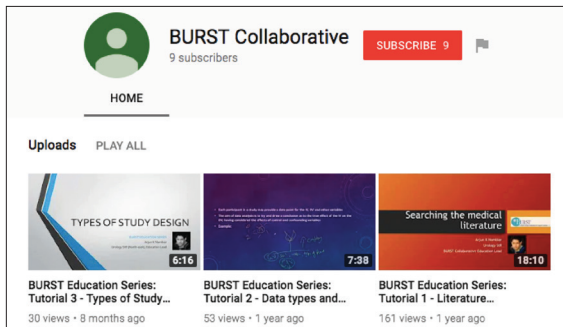 BURST Collaborative
9 subscribers
SUBSCRIBE 9
HOME
Uploads PLAY ALL
TYPES OF STUDY DESIGN
6:16
7:38
Searching the medical
literature
18:10
BURST Education Series:
Tutorial 3 - Types of Study...
30 views • 8 months ago
BURST Education Series:
Tutorial 2 - Data types and...
53 views • 1 year ago
BURST Education Series:
Tutorial 1 - Literature...
161 views • 1 year ago